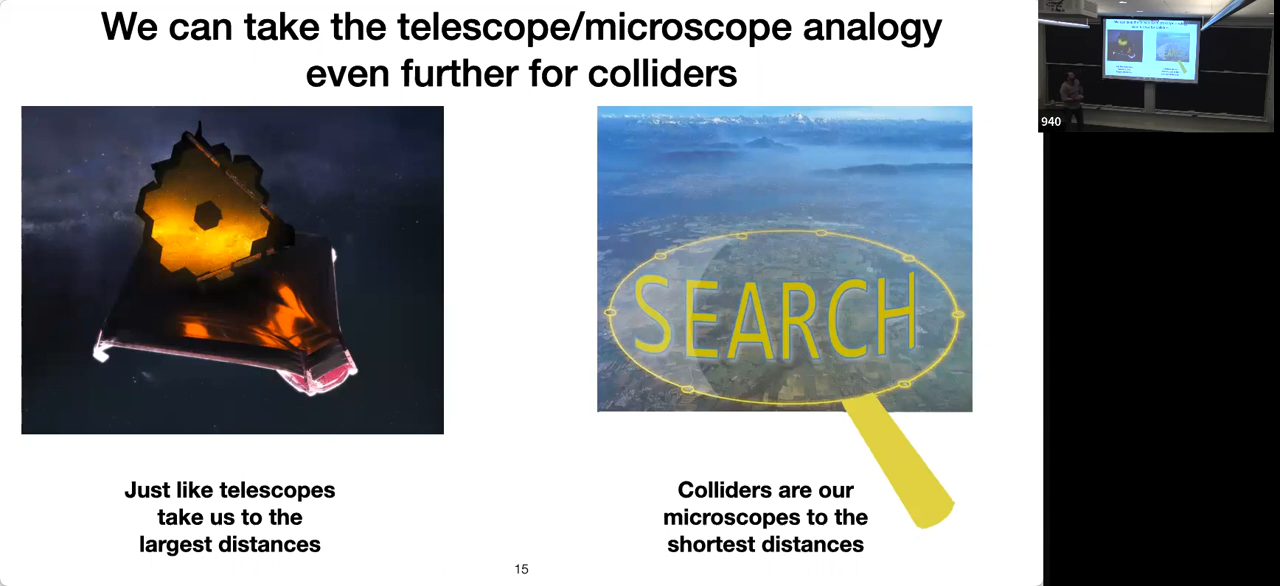 We can take the telescope/microscope analogy
even further for colliders
SEARCH
Just like telescopes
take us to the
largest distances
Colliders are our
microscopes to the
shortest distances
15
940